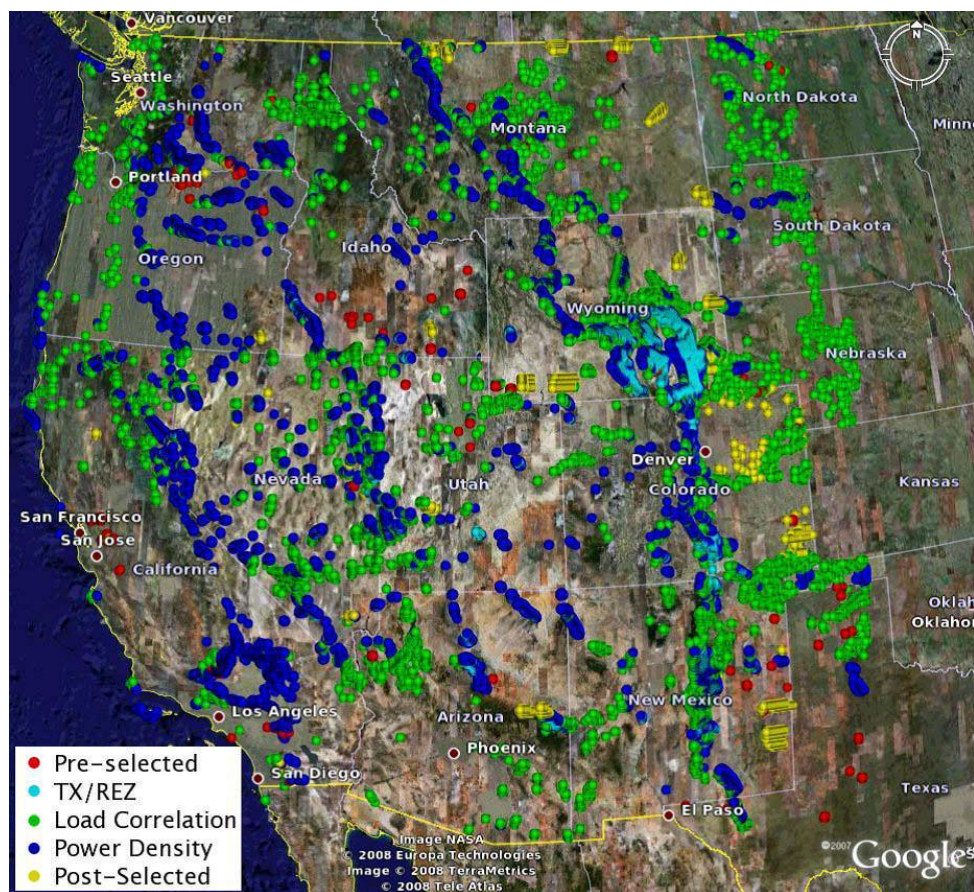 Vancouver
N
Seattle
Washington
Montana
North Dakota
Minne
Portland
Oregon
Idaho
South Dakota
Wyoming
Nebraska
Denver
Colorado
Kansas
Nevada
Utah
San Francisco
San Jose
California
Oklah
Oklahom
Los Angeles
Arizona
New Mexico
Phoenix
San Diego
El Paso
Texas
Pre-selected
TX/REZ
Load Correlation
Power Density
Post-Selected
Image NASA
© 2008 Europa Technologies
Image © 2008 TerraMetrics
© 2008 Tele Atlas
©2007 Google